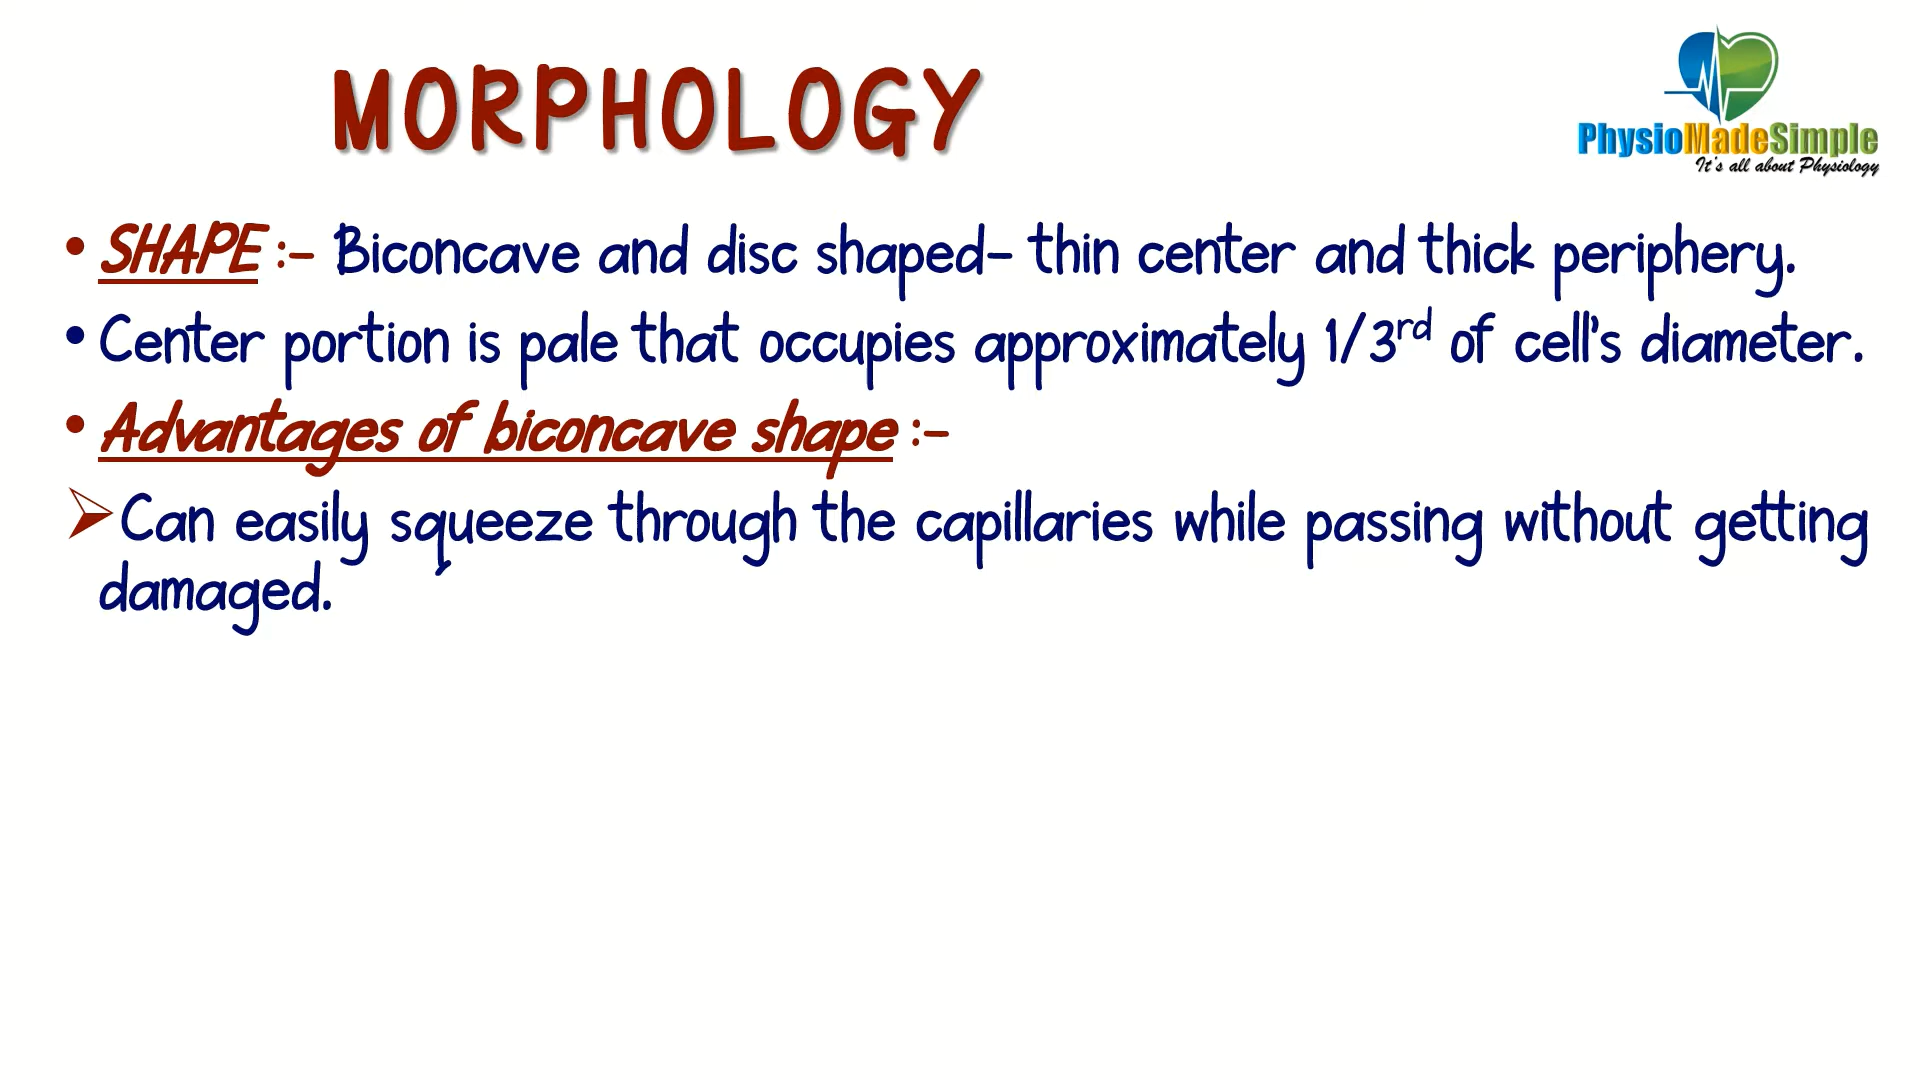 MORPHOLOGY
PhysioMadeSimple
It's all about Physiology
• SHAPE :- Biconcave and disc shaped- thin center and thick periphery.
• Center portion is pale that occupies approximately 1/3rd of cell's diameter.
• Advantages of biconcave shape :-
➢Can easily squeeze through the capillaries while passing without getting
damaged.